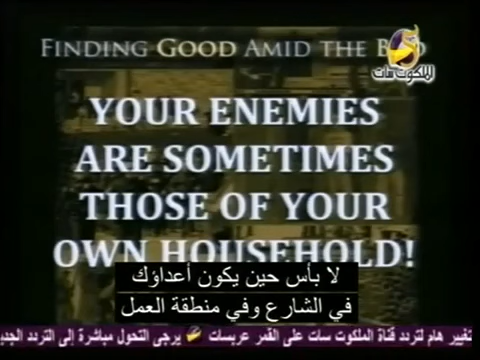 FINDING GOOD AMID THE BAD
الملكوت سات
YOUR ENEMIES
ARE SOMETIMES
THOSE OF YOUR
OWN HOUSEHOLD!
لا بأس حين يكون أعداؤك
في الشارع وفي منطقة العمل
تغيير هام لتردد قناة الملكوت سات على القمر عربسات يرجى التحول مباشرة إلى التردد